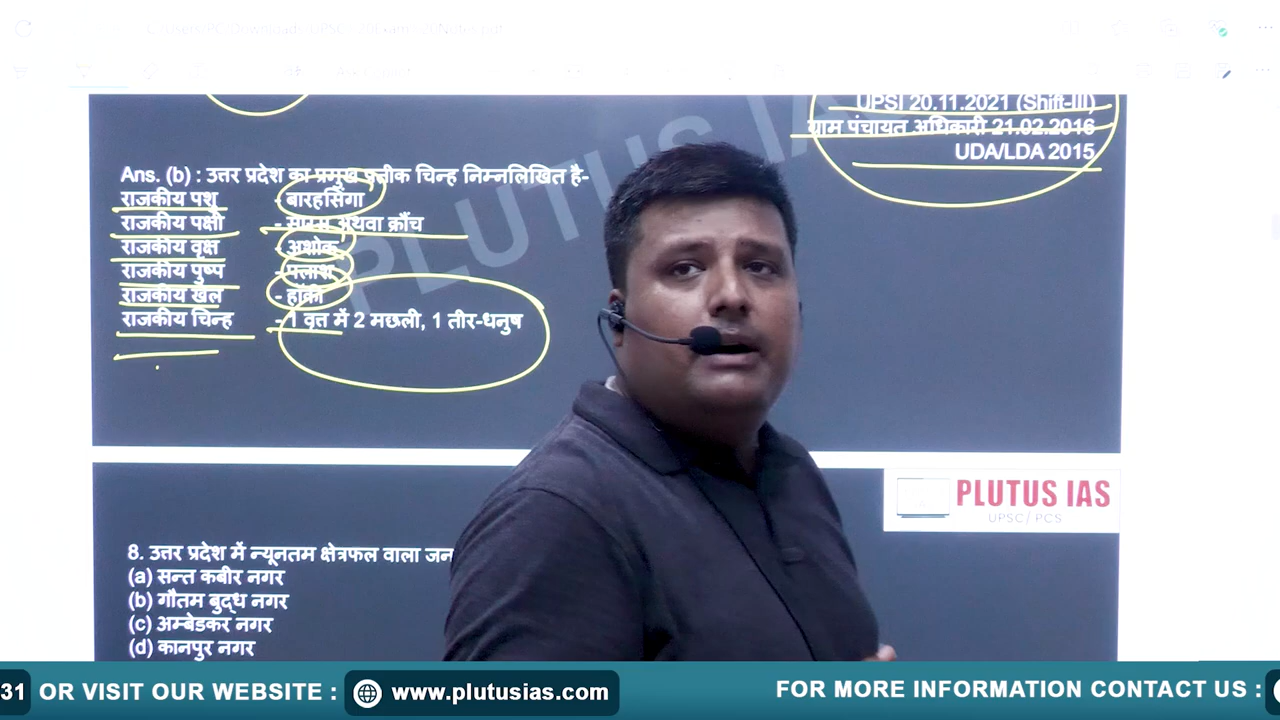 UPSI 20.11.2021 (Shift-III)
ग्राम पंचायत अधिकारी 21.02.2016
UDA/LDA 2015
Ans. (b) : उत्तर प्रदेश का प्रमुख प्रतीक चिन्ह निम्नलिखित है-
राजकीय पशु - बारहसिंगा
राजकीय पक्षी - सारस अथवा क्रौंच
राजकीय वृक्ष - अशोक
राजकीय पुष्प - पलाश
राजकीय खेल - हॉकी
राजकीय चिन्ह - 1 वृत्त में 2 मछली, 1 तीर-धनुष
PLUTUS IA
PLUTUS IAS
UPSC/ PCS
8. उत्तर प्रदेश में न्यूनतम क्षेत्रफल वाला
(a) सन्त कबीर नगर
(b) गौतम बुद्ध नगर
(c) अम्बेडकर नगर
(d) कानपुर नगर
31 OR VISIT OUR WEBSITE : www.plutusias.com FOR MORE INFORMATION CONTACT US :